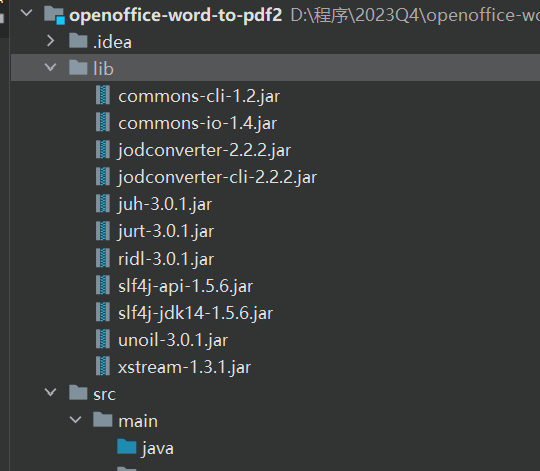 openoffice-word-to-pdf2 D:\程序\2023Q4\openoffice-wo
.idea
lib
commons-cli-1.2.jar
commons-io-1.4.jar
jodconverter-2.2.2.jar
jodconverter-cli-2.2.2.jar
juh-3.0.1.jar
jurt-3.0.1.jar
ridl-3.0.1.jar
slf4j-api-1.5.6.jar
slf4j-jdk14-1.5.6.jar
unoil-3.0.1.jar
xstream-1.3.1.jar
src
main
java